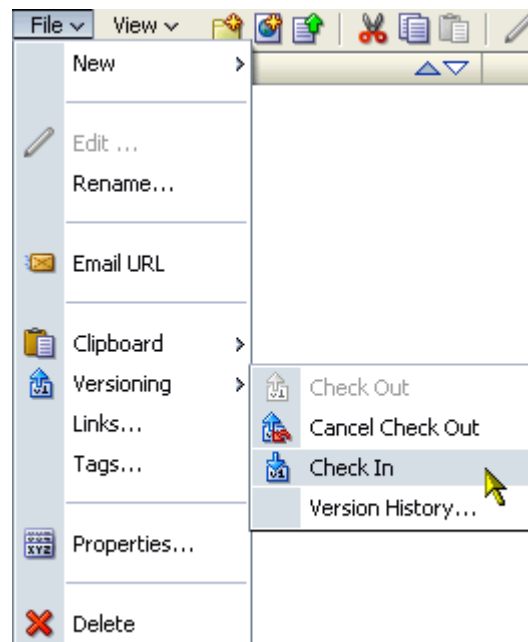 File View
New
Edit ...
Rename...
Email URL
Clipboard
Versioning
Check Out
Cancel Check Out
Links...
Check In
Tags...
Version History...
Properties...
Delete